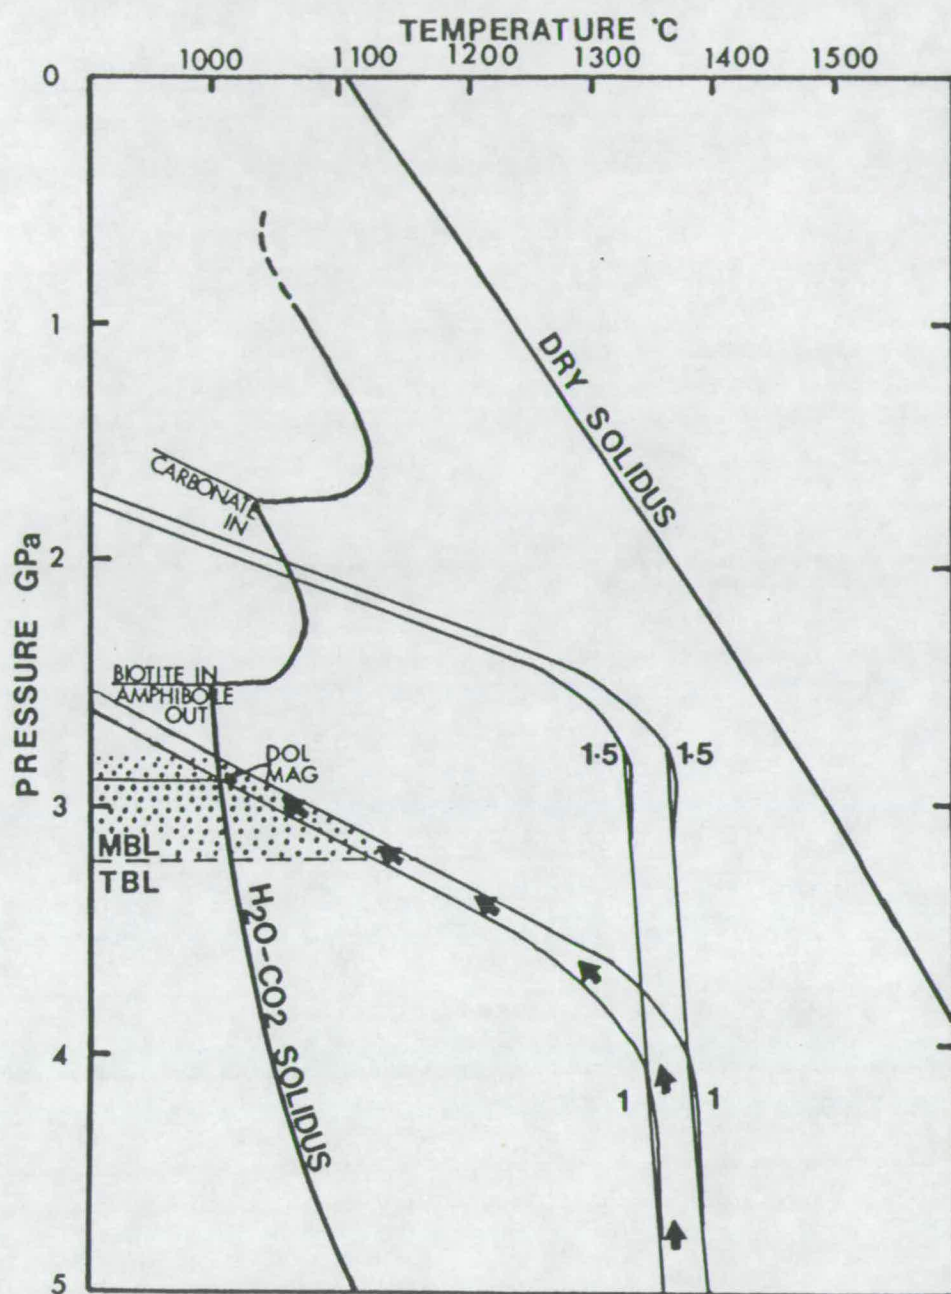 TEMPERATURE °C
1000 1100 1200 1300 1400 1500
0
1
2
3
4
5
PRESSURE GPa
DRY SOLIDUS
CARBONATE
IN
BIOTITE IN
AMPHIBOLE
OUT
DOL
MAG
1·5
1·5
MBL
TBL
H2O-CO2 SOLIDUS
1
1